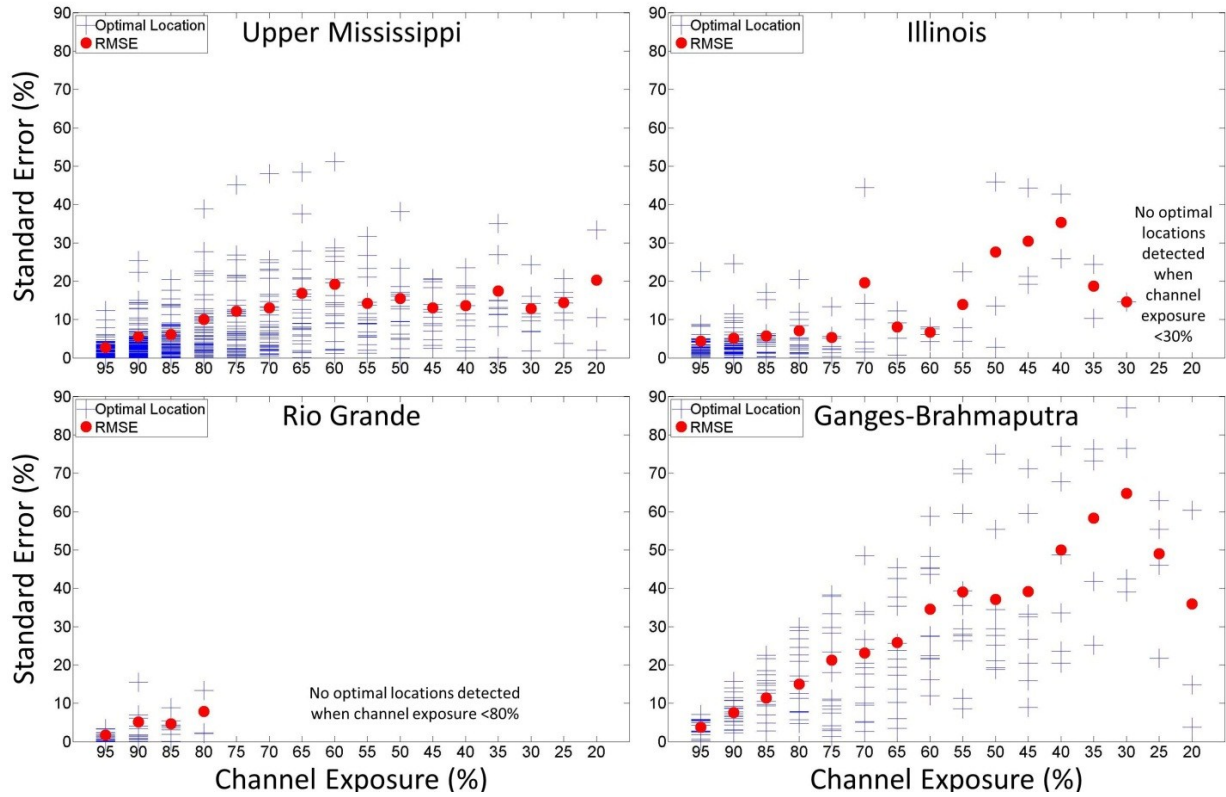 Upper Mississippi
Optimal Location
RMSE
Standard Error (%)
90
80
70
60
50
40
30
20
10
0
95 90 85 80 75 70 65 60 55 50 45 40 35 30 25 20
Illinois
Optimal Location
RMSE
90
80
70
60
50
40
30
20
10
0
No optimal
locations
detected
when
channel
exposure
<30%
95 90 85 80 75 70 65 60 55 50 45 40 35 30 25 20
Rio Grande
Optimal Location
RMSE
Standard Error (%)
90
80
70
60
50
40
30
20
10
0
No optimal locations detected
when channel exposure <80%
95 90 85 80 75 70 65 60 55 50 45 40 35 30 25 20
Channel Exposure (%)
Ganges-Brahmaputra
Optimal Location
RMSE
90
80
70
60
50
40
30
20
10
0
95 90 85 80 75 70 65 60 55 50 45 40 35 30 25 20
Channel Exposure (%)